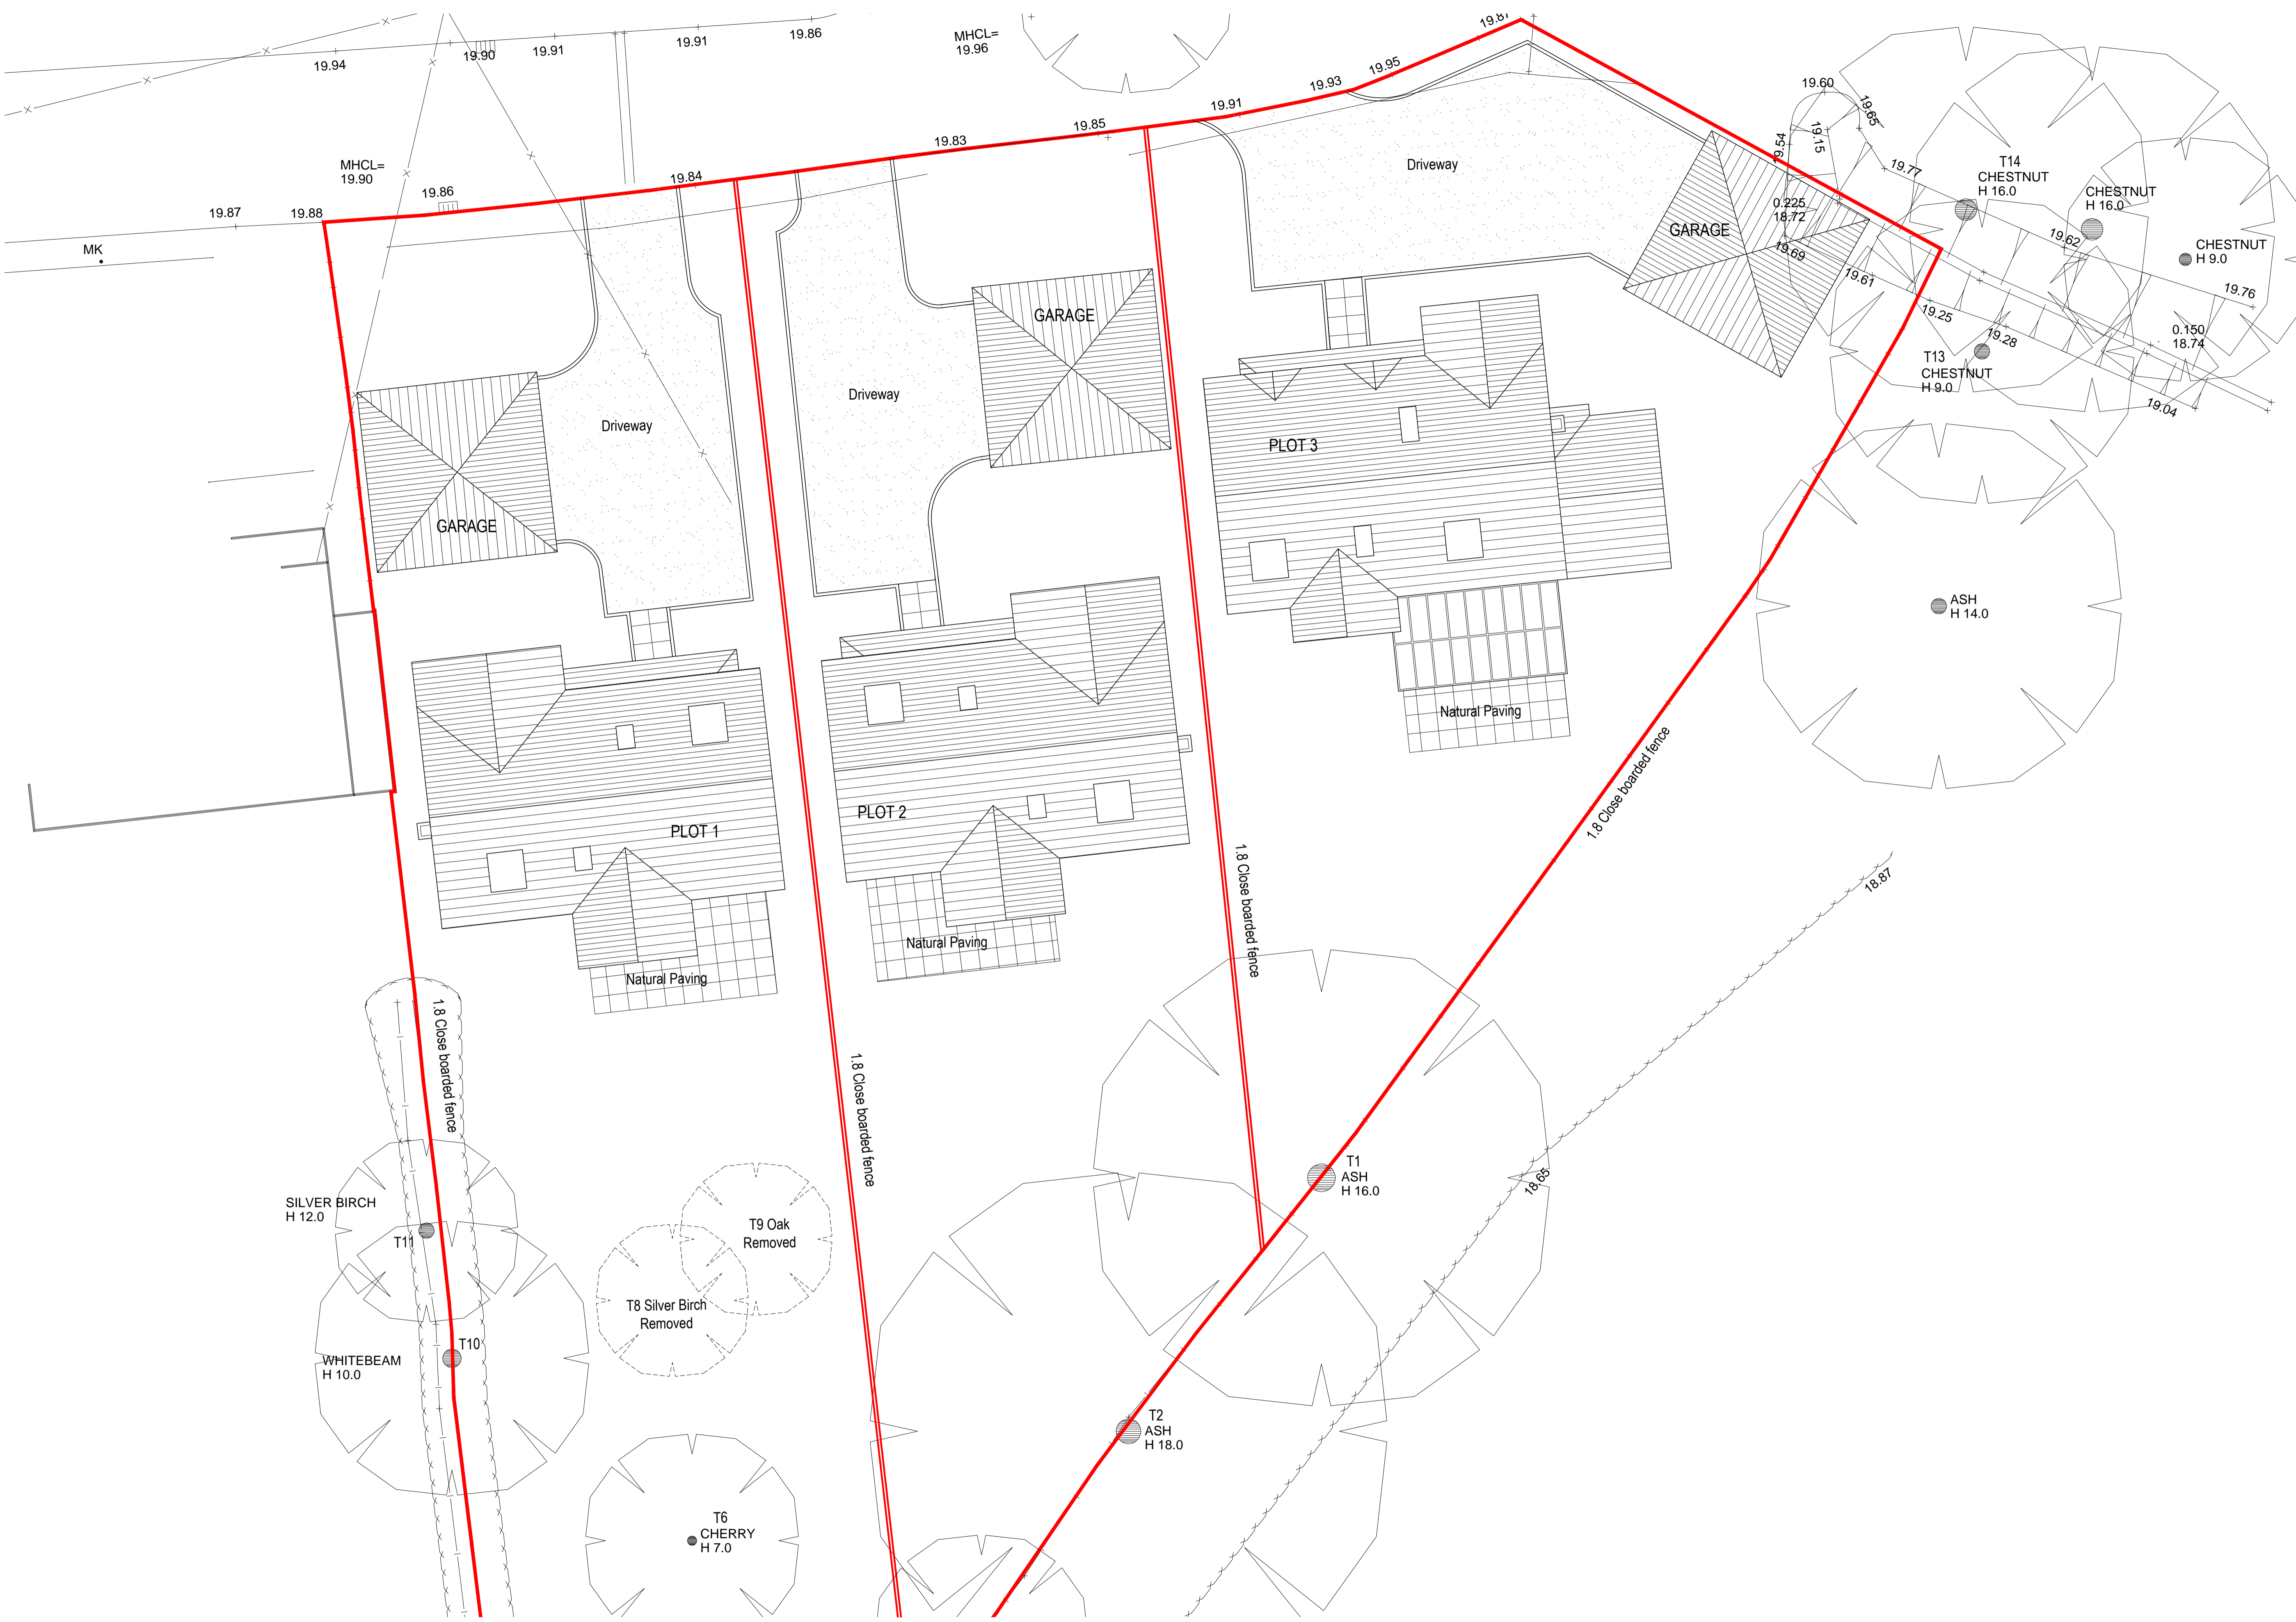 19.94
19.90
19.91
19.91
19.86
MHCL=
19.96
19.87
19.95
19.93
19.91
19.85
19.83
19.84
MHCL=
19.90
19.86
19.88
19.87
MK
19.60
19.65
19.54
19.15
19.77
T14
CHESTNUT
H 16.0
CHESTNUT
H 16.0
CHESTNUT
H 9.0
0.225
18.72
19.69
19.61
19.62
19.25
19.28
19.76
0.150
18.74
T13
CHESTNUT
H 9.0
19.04
Driveway
GARAGE
GARAGE
Driveway
Driveway
GARAGE
PLOT 3
ASH
H 14.0
Natural Paving
1.8 Close boarded fence
PLOT 2
PLOT 1
18.87
1.8 Close boarded fence
Natural Paving
Natural Paving
1.8 Close boarded fence
1.8 Close boarded fence
T1
ASH
H 16.0
18.65
SILVER BIRCH
H 12.0
T11
T9 Oak
Removed
T8 Silver Birch
Removed
T10
WHITEBEAM
H 10.0
T2
ASH
H 18.0
T6
CHERRY
H 7.0